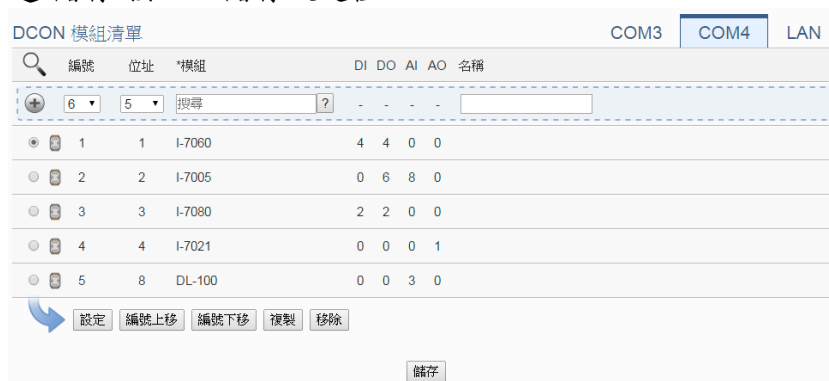 DCON 模組清單 COM3 COM4 LAN
編號 位址 *模組 DI DO AI AO 名稱
6 5 搜尋 ? - - - -
1 1 I-7060 4 4 0 0
2 2 I-7005 0 6 8 0
3 3 I-7080 2 2 0 0
4 4 I-7021 0 0 0 1
5 8 DL-100 0 0 3 0
設定 編號上移 編號下移 複製 移除
儲存